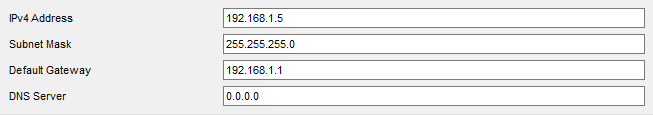 IPv4 Address 192.168.1.5
Subnet Mask 255.255.255.0
Default Gateway 192.168.1.1
DNS Server 0.0.0.0